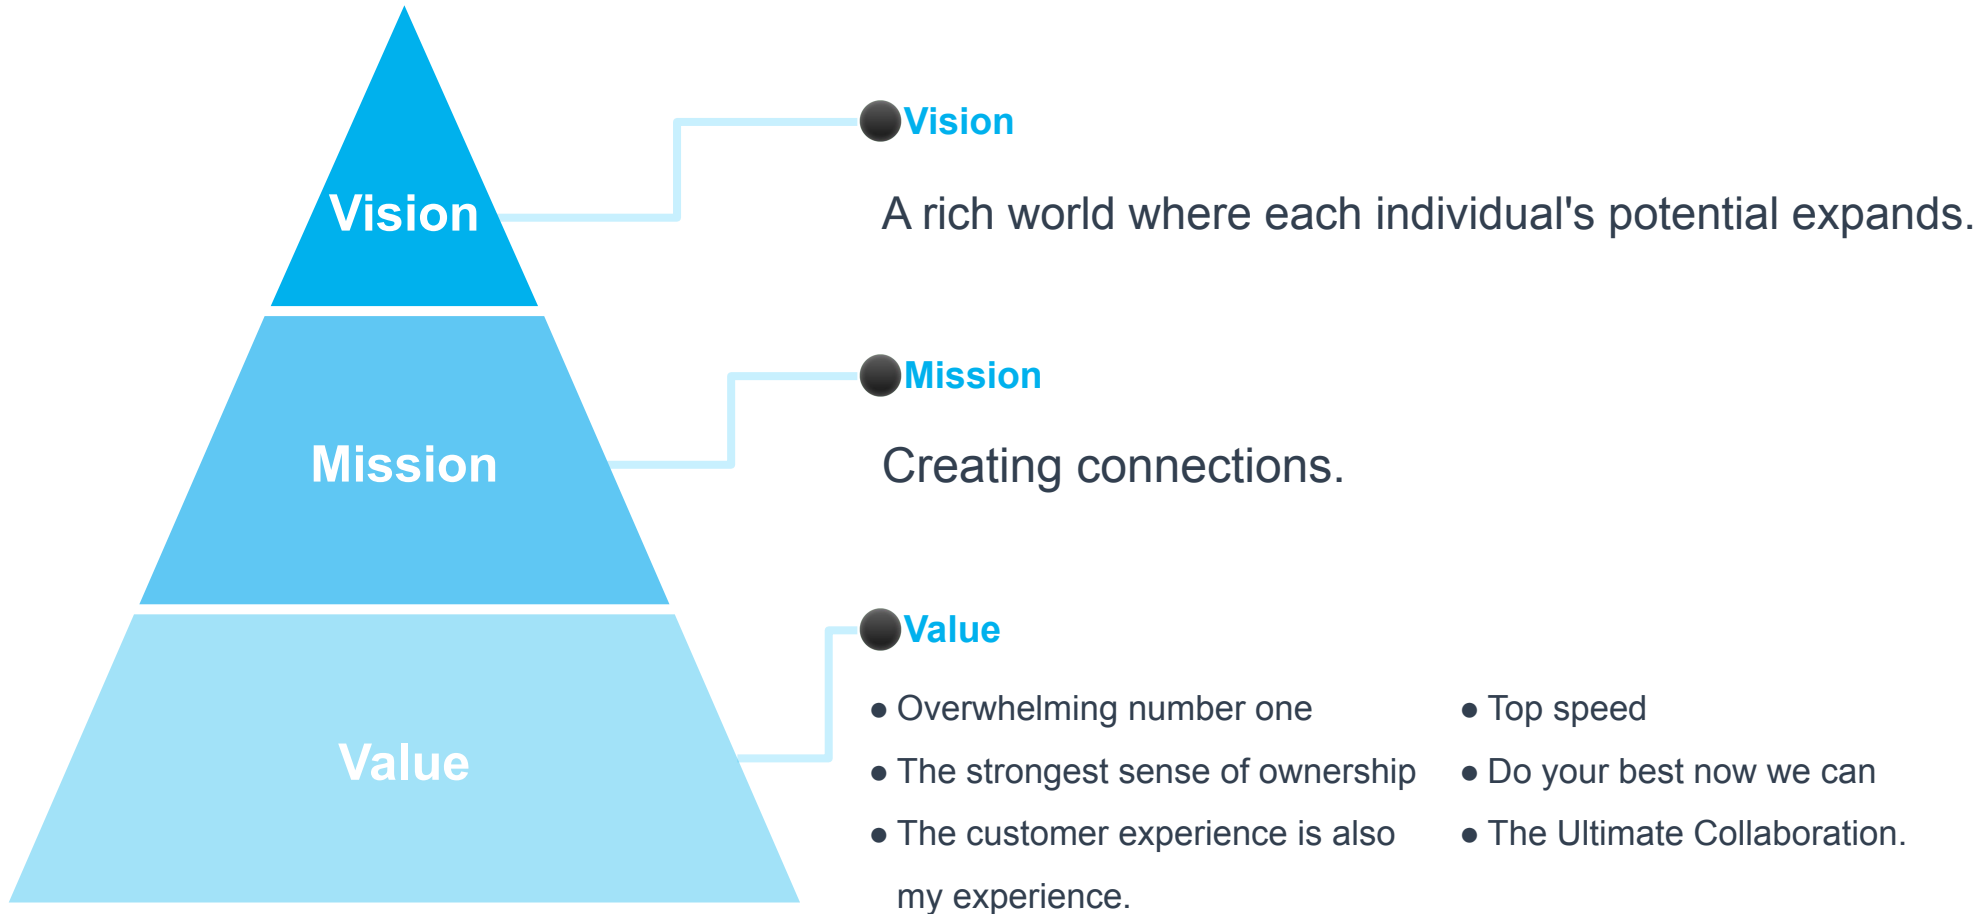 Vision
Vision
A rich world where each individual's potential expands.
Mission
Mission
Creating connections.
Value
Value
● Overwhelming number one
● The strongest sense of ownership
● The customer experience is also
my experience.
● Top speed
● Do your best now we can
● The Ultimate Collaboration.